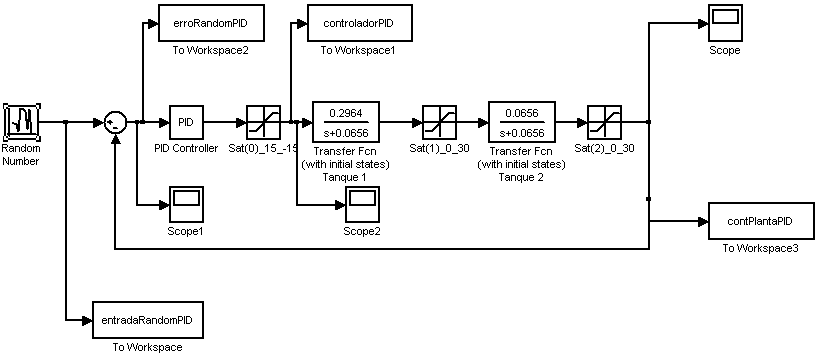 erroRandomPID
To Workspace2
controladorPID
To Workspace1
Scope
Random
Number
PID
PID Controller
Sat(0)_15_-15
0.2964
s+0.0656
Transfer Fcn
(with initial states)
Tanque 1
Sat(1)_0_30
0.0656
s+0.0656
Transfer Fcn
(with initial states)
Tanque 2
Sat(2)_0_30
Scope1
Scope2
contPlantaPID
To Workspace3
entradaRandomPID
To Workspace